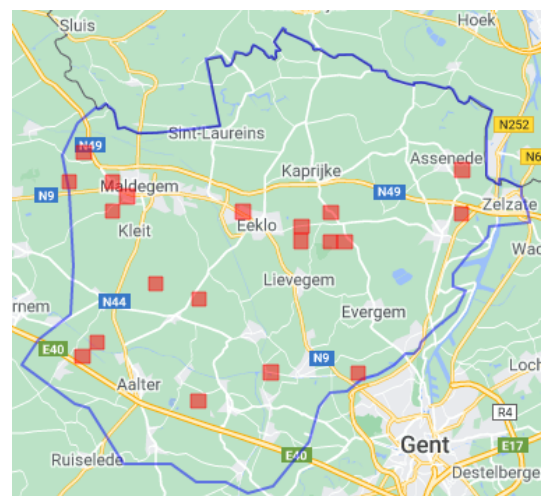 Sluis
Hoek
N252
N49
Sint-Laureins
N6
Assenede
Kaprijke
Maldegem
N9
N49
Zelzate
Kleit
Eeklo
Wac
Lievegem
rnem
N44
Evergem
E40
N9
Loch
Aalter
R4
Gent
E17
E40
Ruiselede
Destelberge